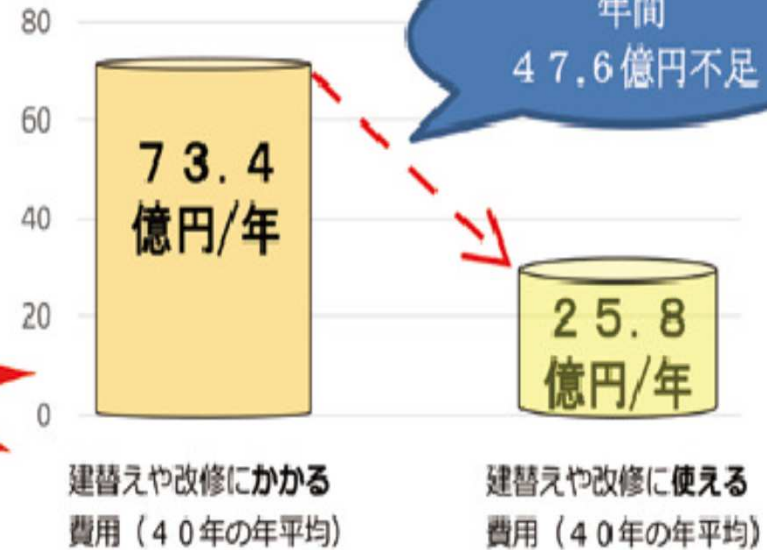 年間
４７.６億円不足
80
60
40
20
0
７３.４
億円/年
２５.８
億円/年
建替えや改修にかかる
費用（４０年の年平均）
建替えや改修に使える
費用（４０年の年平均）